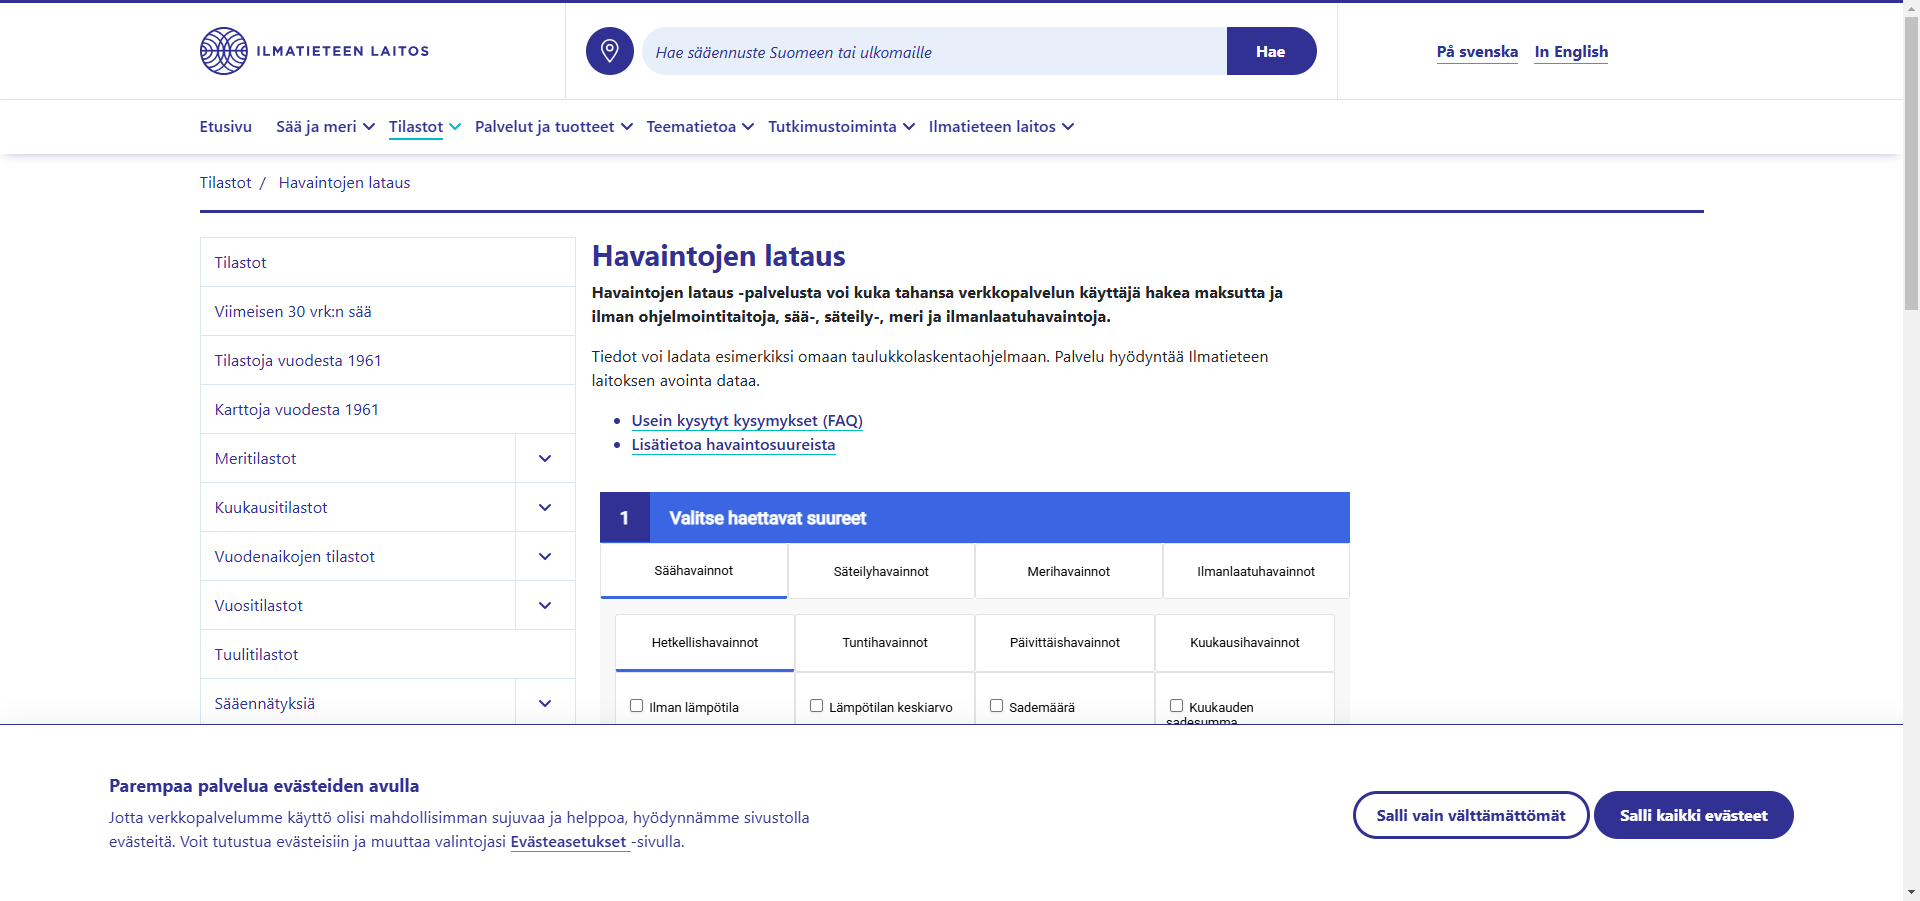 ILMATIETEEN LAITOS
Hae sääennuste Suomeen tai ulkomaille
Hae
På svenska
In English
Etusivu
Sää ja meri
Tilastot
Palvelut ja tuotteet
Teematietoa
Tutkimustoiminta
Ilmatieteen laitos
Tilastot / Havaintojen lataus
Tilastot
Viimeisen 30 vrk:n sää
Tilastoja vuodesta 1961
Karttoja vuodesta 1961
Meritilastot
Kuukausitilastot
Vuodenaikojen tilastot
Vuositilastot
Tuulitilastot
Sääennätyksiä
Havaintojen lataus
Havaintojen lataus -palvelusta voi kuka tahansa verkkopalvelun käyttäjä hakea maksutta ja
ilman ohjelmointitaitoja, sää-, säteily-, meri ja ilmanlaatuhavaintoja.
Tiedot voi ladata esimerkiksi omaan taulukkolaskentaohjelmaan. Palvelu hyödyntää Ilmatieteen
laitoksen avointa dataa.
Usein kysytyt kysymykset (FAQ)
Lisätietoa havaintosuureista
1 Valitse haettavat suureet
Säähavainnot
Säteilyhavainnot
Merihavainnot
Ilmanlaatuhavainnot
Hetkellishavainnot
Tuntihavainnot
Päivittäishavainnot
Kuukausihavainnot
Ilman lämpötila
Lämpötilan keskiarvo
Sademäärä
Kuukauden
sadesumma
Parempaa palvelua evästeiden avulla
Jotta verkkopalvelumme käyttö olisi mahdollisimman sujuvaa ja helppoa, hyödynnämme sivustolla
evästeitä. Voit tutustua evästeisiin ja muuttaa valintojasi Evästeasetukset -sivulla.
Salli vain välttämättömät
Salli kaikki evästeet